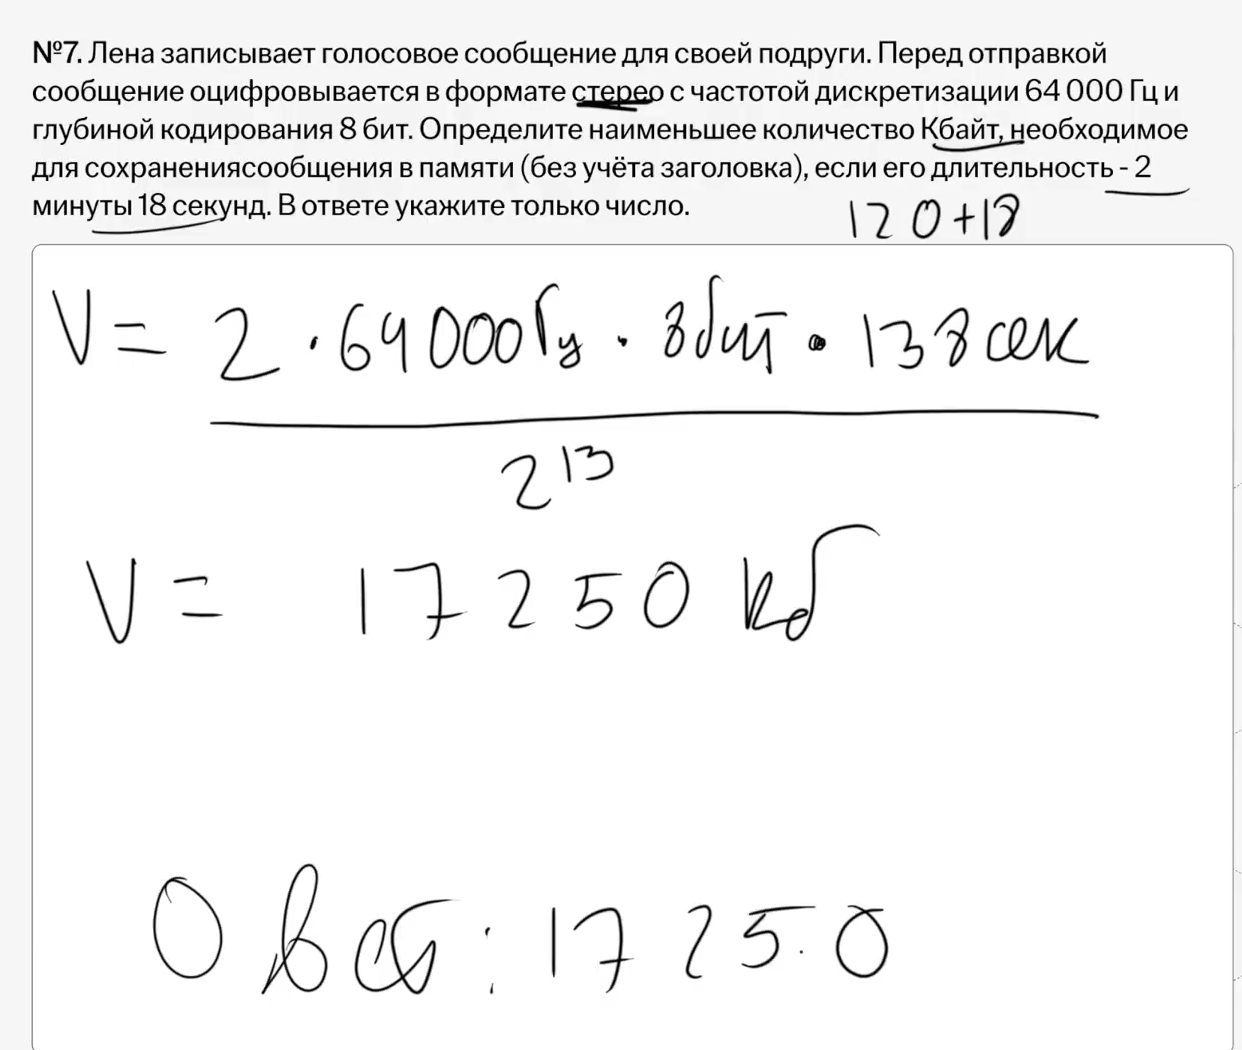 №7. Лена записывает голосовое сообщение для своей подруги. Перед отправкой
сообщение оцифровывается в формате стерео с частотой дискретизации 64 000 Гц и
глубиной кодирования 8 бит. Определите наименьшее количество Кбайт, необходимое
для сохранениясообщения в памяти (без учёта заголовка), если его длительность - 2
минуты 18 секунд. В ответе укажите только число.
120+18
V = 2 · 64000Гц · 8бит · 138сек
2^13
V = 17250 кб
Ответ: 17250